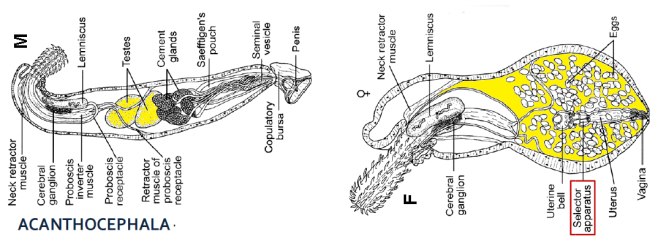 M
Lemniscus
Testes
Cement
glands
Saefftigen's
pouch
Seminal
vesicle
Penis
Neck retractor
muscle
Cerebral
ganglion
Proboscis
inverter
muscle
Proboscis
receptacle
Retractor
muscle of
proboscis
receptacle
Copulatory
bursa
ACANTHOCEPHALA.
♀
Neck retractor
muscle
Lemniscus
Eggs
F
Cerebral
ganglion
Uterine
bell
Selector
apparatus
Uterus
Vagina